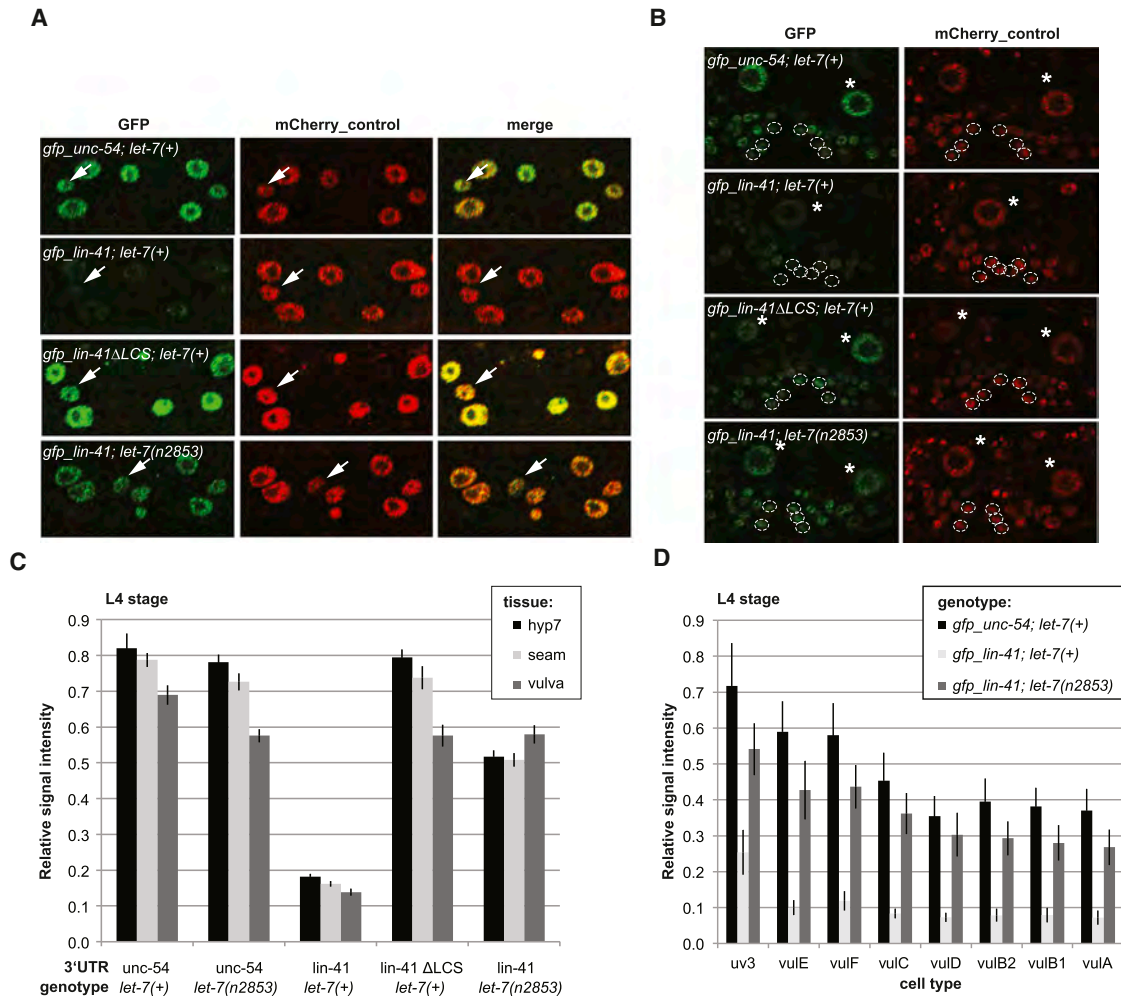 A
GFP mCherry_control merge
gfp_unc-54; let-7(+)
gfp_lin-41; let-7(+)
gfp_lin-41ΔLCS; let-7(+)
gfp_lin-41; let-7(n2853)
B
GFP mCherry_control
gfp_unc-54; let-7(+)
*
*
gfp_lin-41; let-7(+)
*
*
gfp_lin-41ΔLCS; let-7(+)
* *
* *
gfp_lin-41; let-7(n2853)
* *
* *
C
L4 stage
tissue:
hyp7
seam
vulva
Relative signal intensity
0.9
0.8
0.7
0.6
0.5
0.4
0.3
0.2
0.1
0.0
3'UTR unc-54 unc-54 lin-41 lin-41 ΔLCS lin-41
genotype let-7(+) let-7(n2853) let-7(+) let-7(+) let-7(n2853)
D
L4 stage
genotype:
gfp_unc-54; let-7(+)
gfp_lin-41; let-7(+)
gfp_lin-41; let-7(n2853)
Relative signal intensity
0.9
0.8
0.7
0.6
0.5
0.4
0.3
0.2
0.1
0.0
uv3 vulE vulF vulC vulD vulB2 vulB1 vulA
cell type